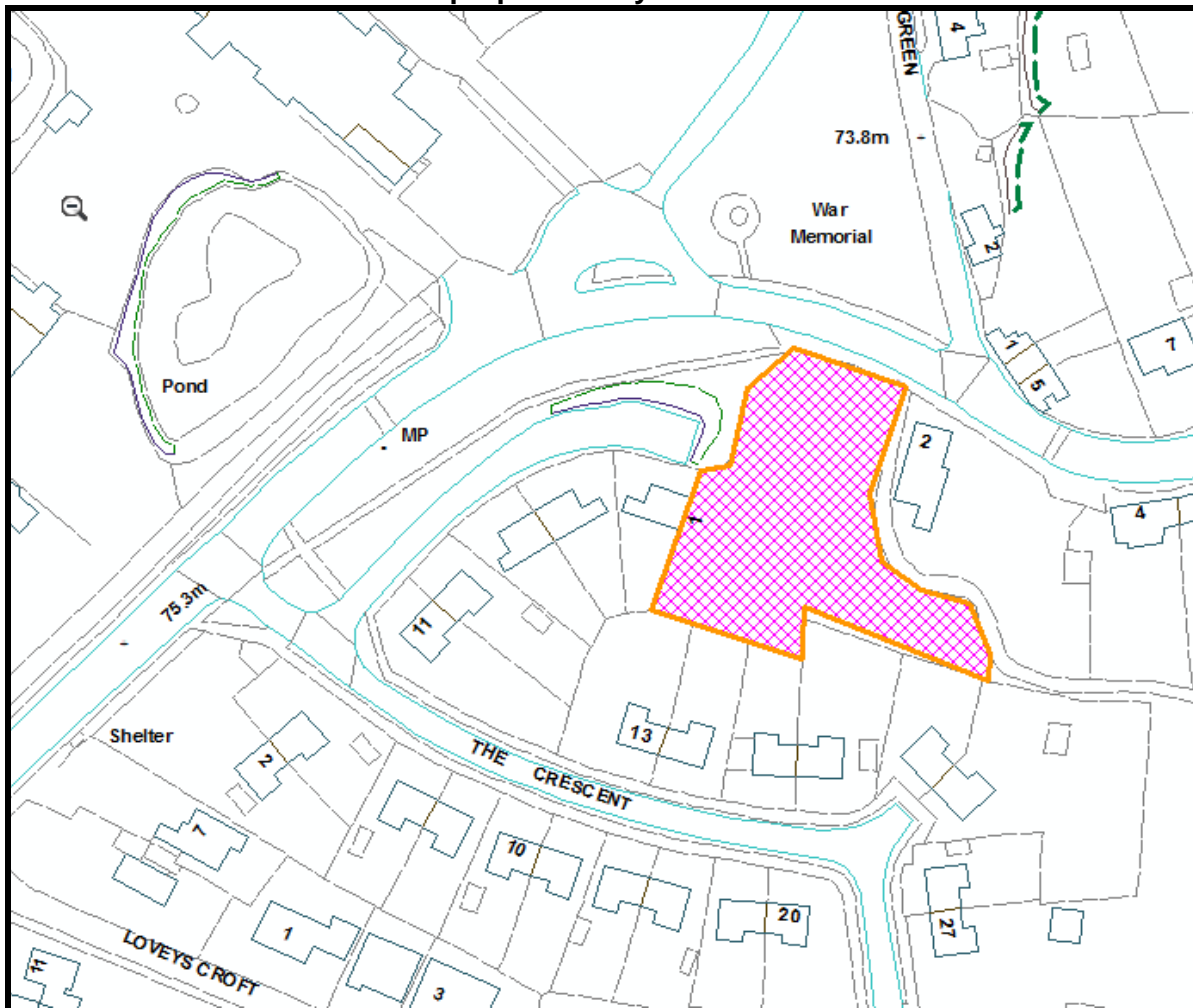 GREEN
4
73.8m
War
Memorial
2
1
5
7
Pond
MP
2
4
1
75.3m
11
Shelter
2
13
THE CRESCENT
7
10
20
27
1
LOVEYS CROFT
11
3